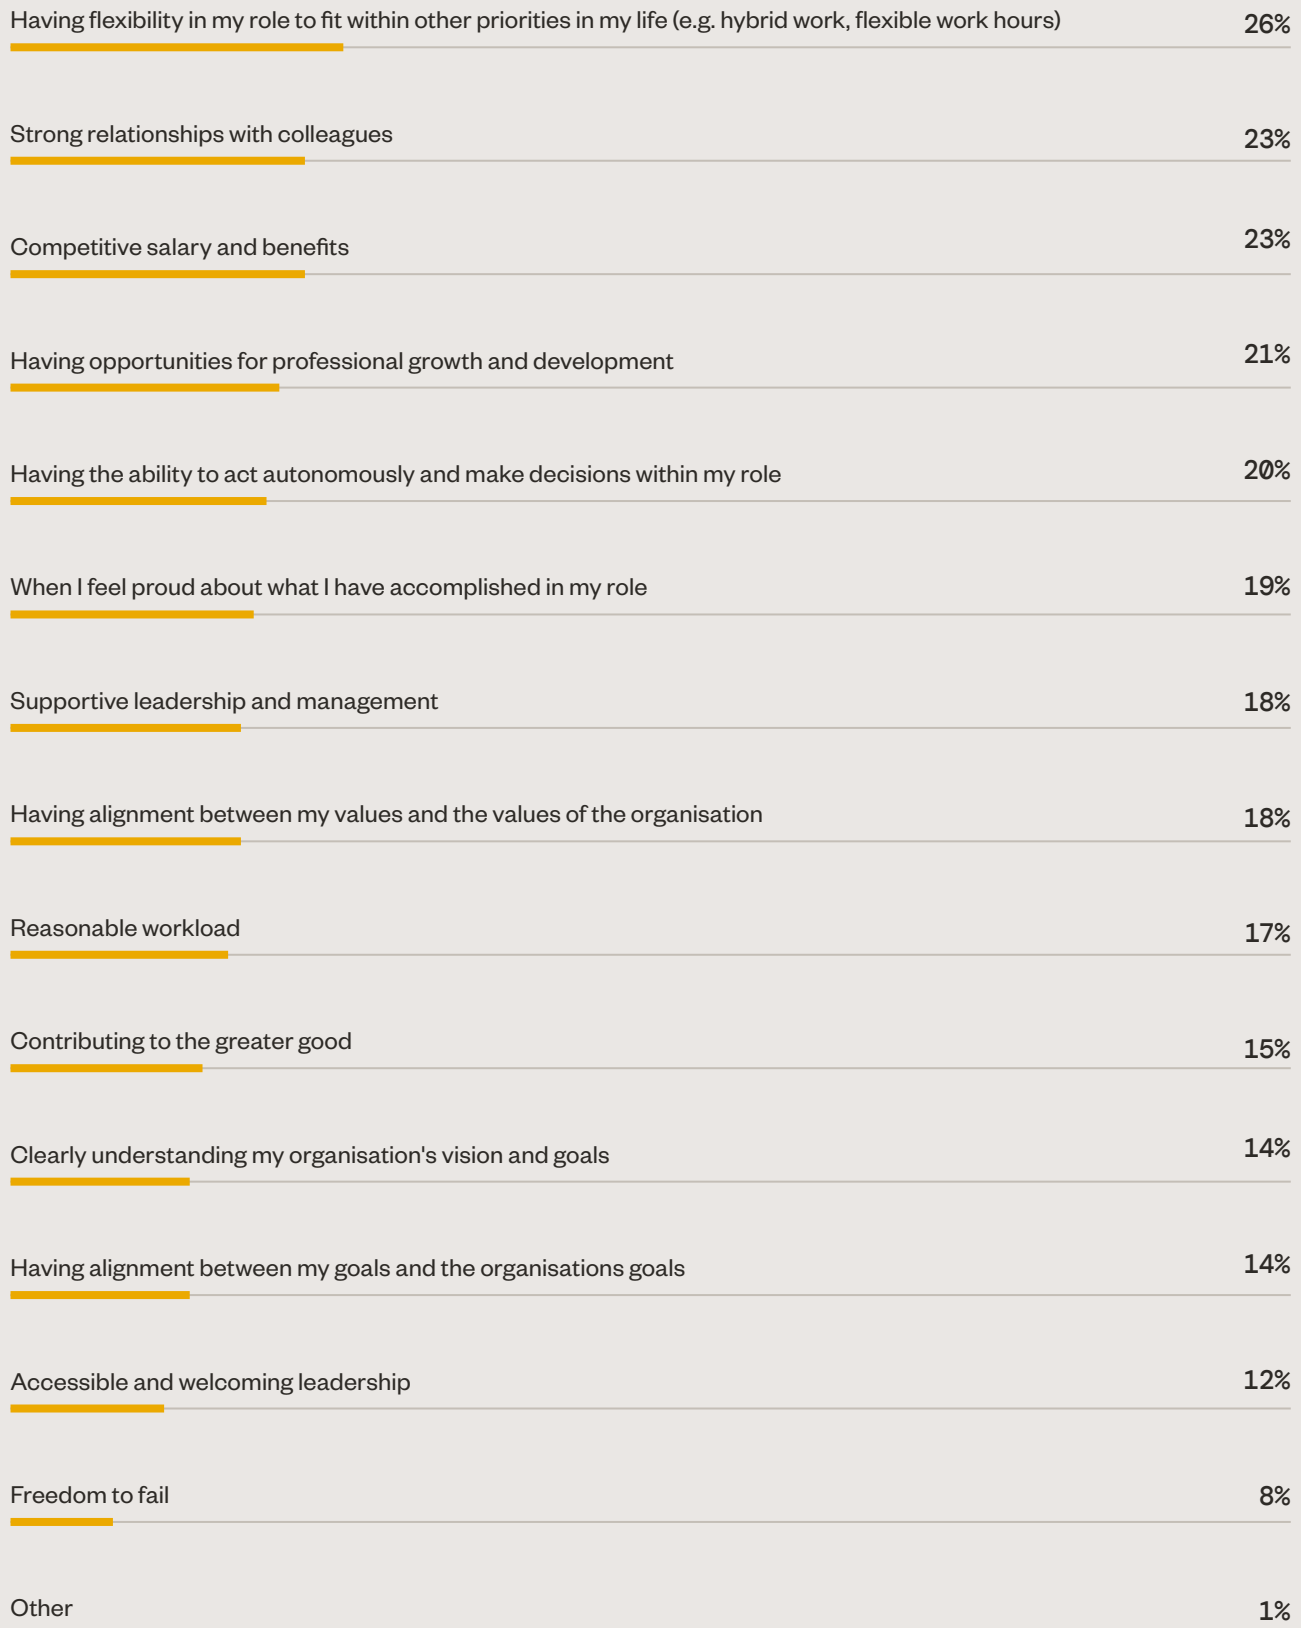 Having flexibility in my role to fit within other priorities in my life (e.g. hybrid work, flexible work hours) 26%
Strong relationships with colleagues 23%
Competitive salary and benefits 23%
Having opportunities for professional growth and development 21%
Having the ability to act autonomously and make decisions within my role 20%
When I feel proud about what I have accomplished in my role 19%
Supportive leadership and management 18%
Having alignment between my values and the values of the organisation 18%
Reasonable workload 17%
Contributing to the greater good 15%
Clearly understanding my organisation's vision and goals 14%
Having alignment between my goals and the organisations goals 14%
Accessible and welcoming leadership 12%
Freedom to fail 8%
Other 1%